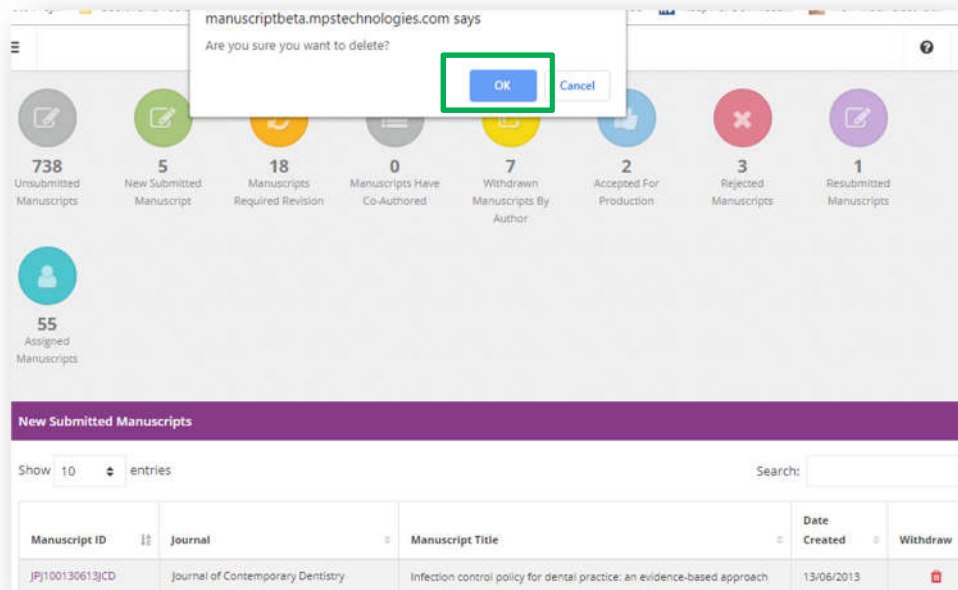 manuscriptbeta.mpstechnologies.com says
Are you sure you want to delete?
OK Cancel
738 5 18 0 7 2 3 1
Unsubmitted New Submitted Manuscripts Manuscripts Have Withdrawn Accepted For Rejected Resubmitted
Manuscripts Manuscript Required Revision Co-Authored Manuscripts By Production Manuscripts Manuscripts
Author
55
Assigned
Manuscripts
New Submitted Manuscripts
Show 10 entries Search:
Manuscript ID Journal Manuscript Title Date Created Withdraw
JPJ100130613JCD Journal of Contemporary Dentistry Infection control policy for dental practice: an evidence-based approach 13/06/2013